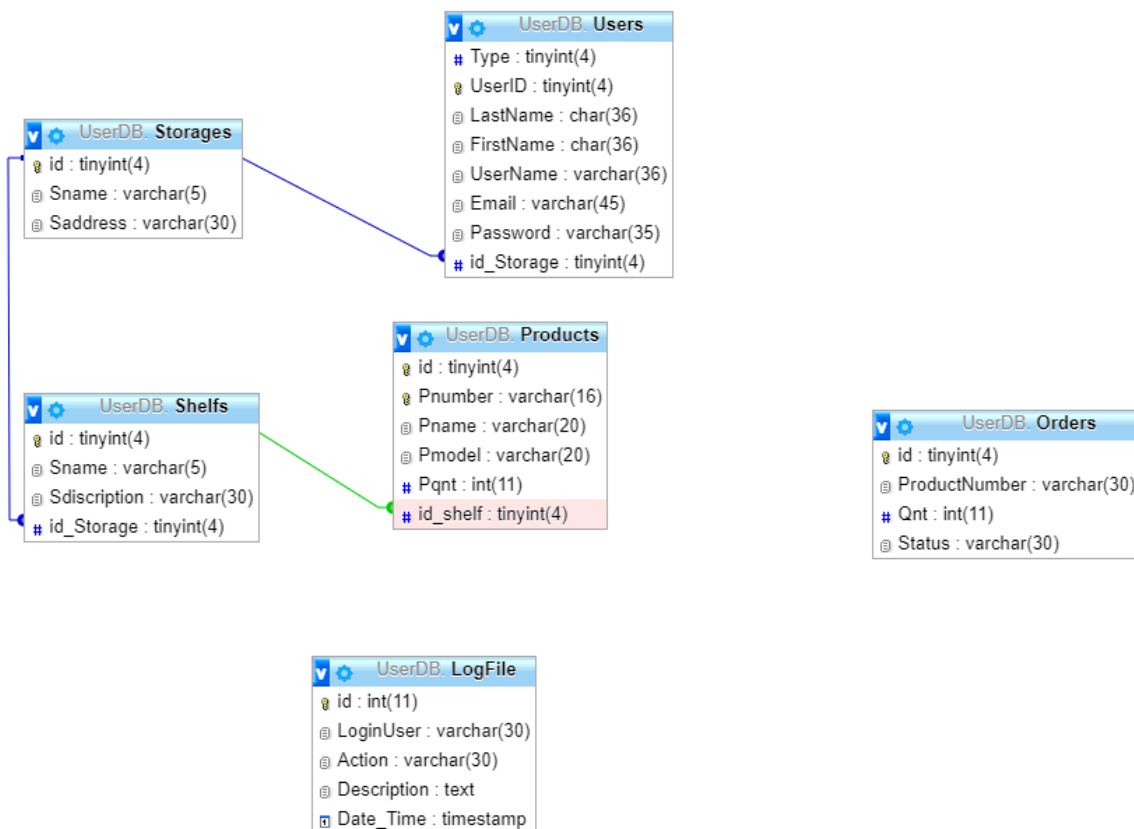 UserDB. Users
# Type : tinyint(4)
UserID : tinyint(4)
LastName : char(36)
FirstName : char(36)
UserName : varchar(36)
Email : varchar(45)
Password : varchar(35)
# id_Storage : tinyint(4)
UserDB. Storages
id : tinyint(4)
Sname : varchar(5)
Saddress : varchar(30)
UserDB. Products
id : tinyint(4)
Pnumber : varchar(16)
Pname : varchar(20)
Pmodel : varchar(20)
# Pqnt : int(11)
# id_shelf : tinyint(4)
UserDB. Shelfs
id : tinyint(4)
Sname : varchar(5)
Sdiscription : varchar(30)
# id_Storage : tinyint(4)
UserDB. Orders
id : tinyint(4)
ProductNumber : varchar(30)
# Qnt : int(11)
Status : varchar(30)
UserDB. LogFile
id : int(11)
LoginUser : varchar(30)
Action : varchar(30)
Description : text
Date_Time : timestamp